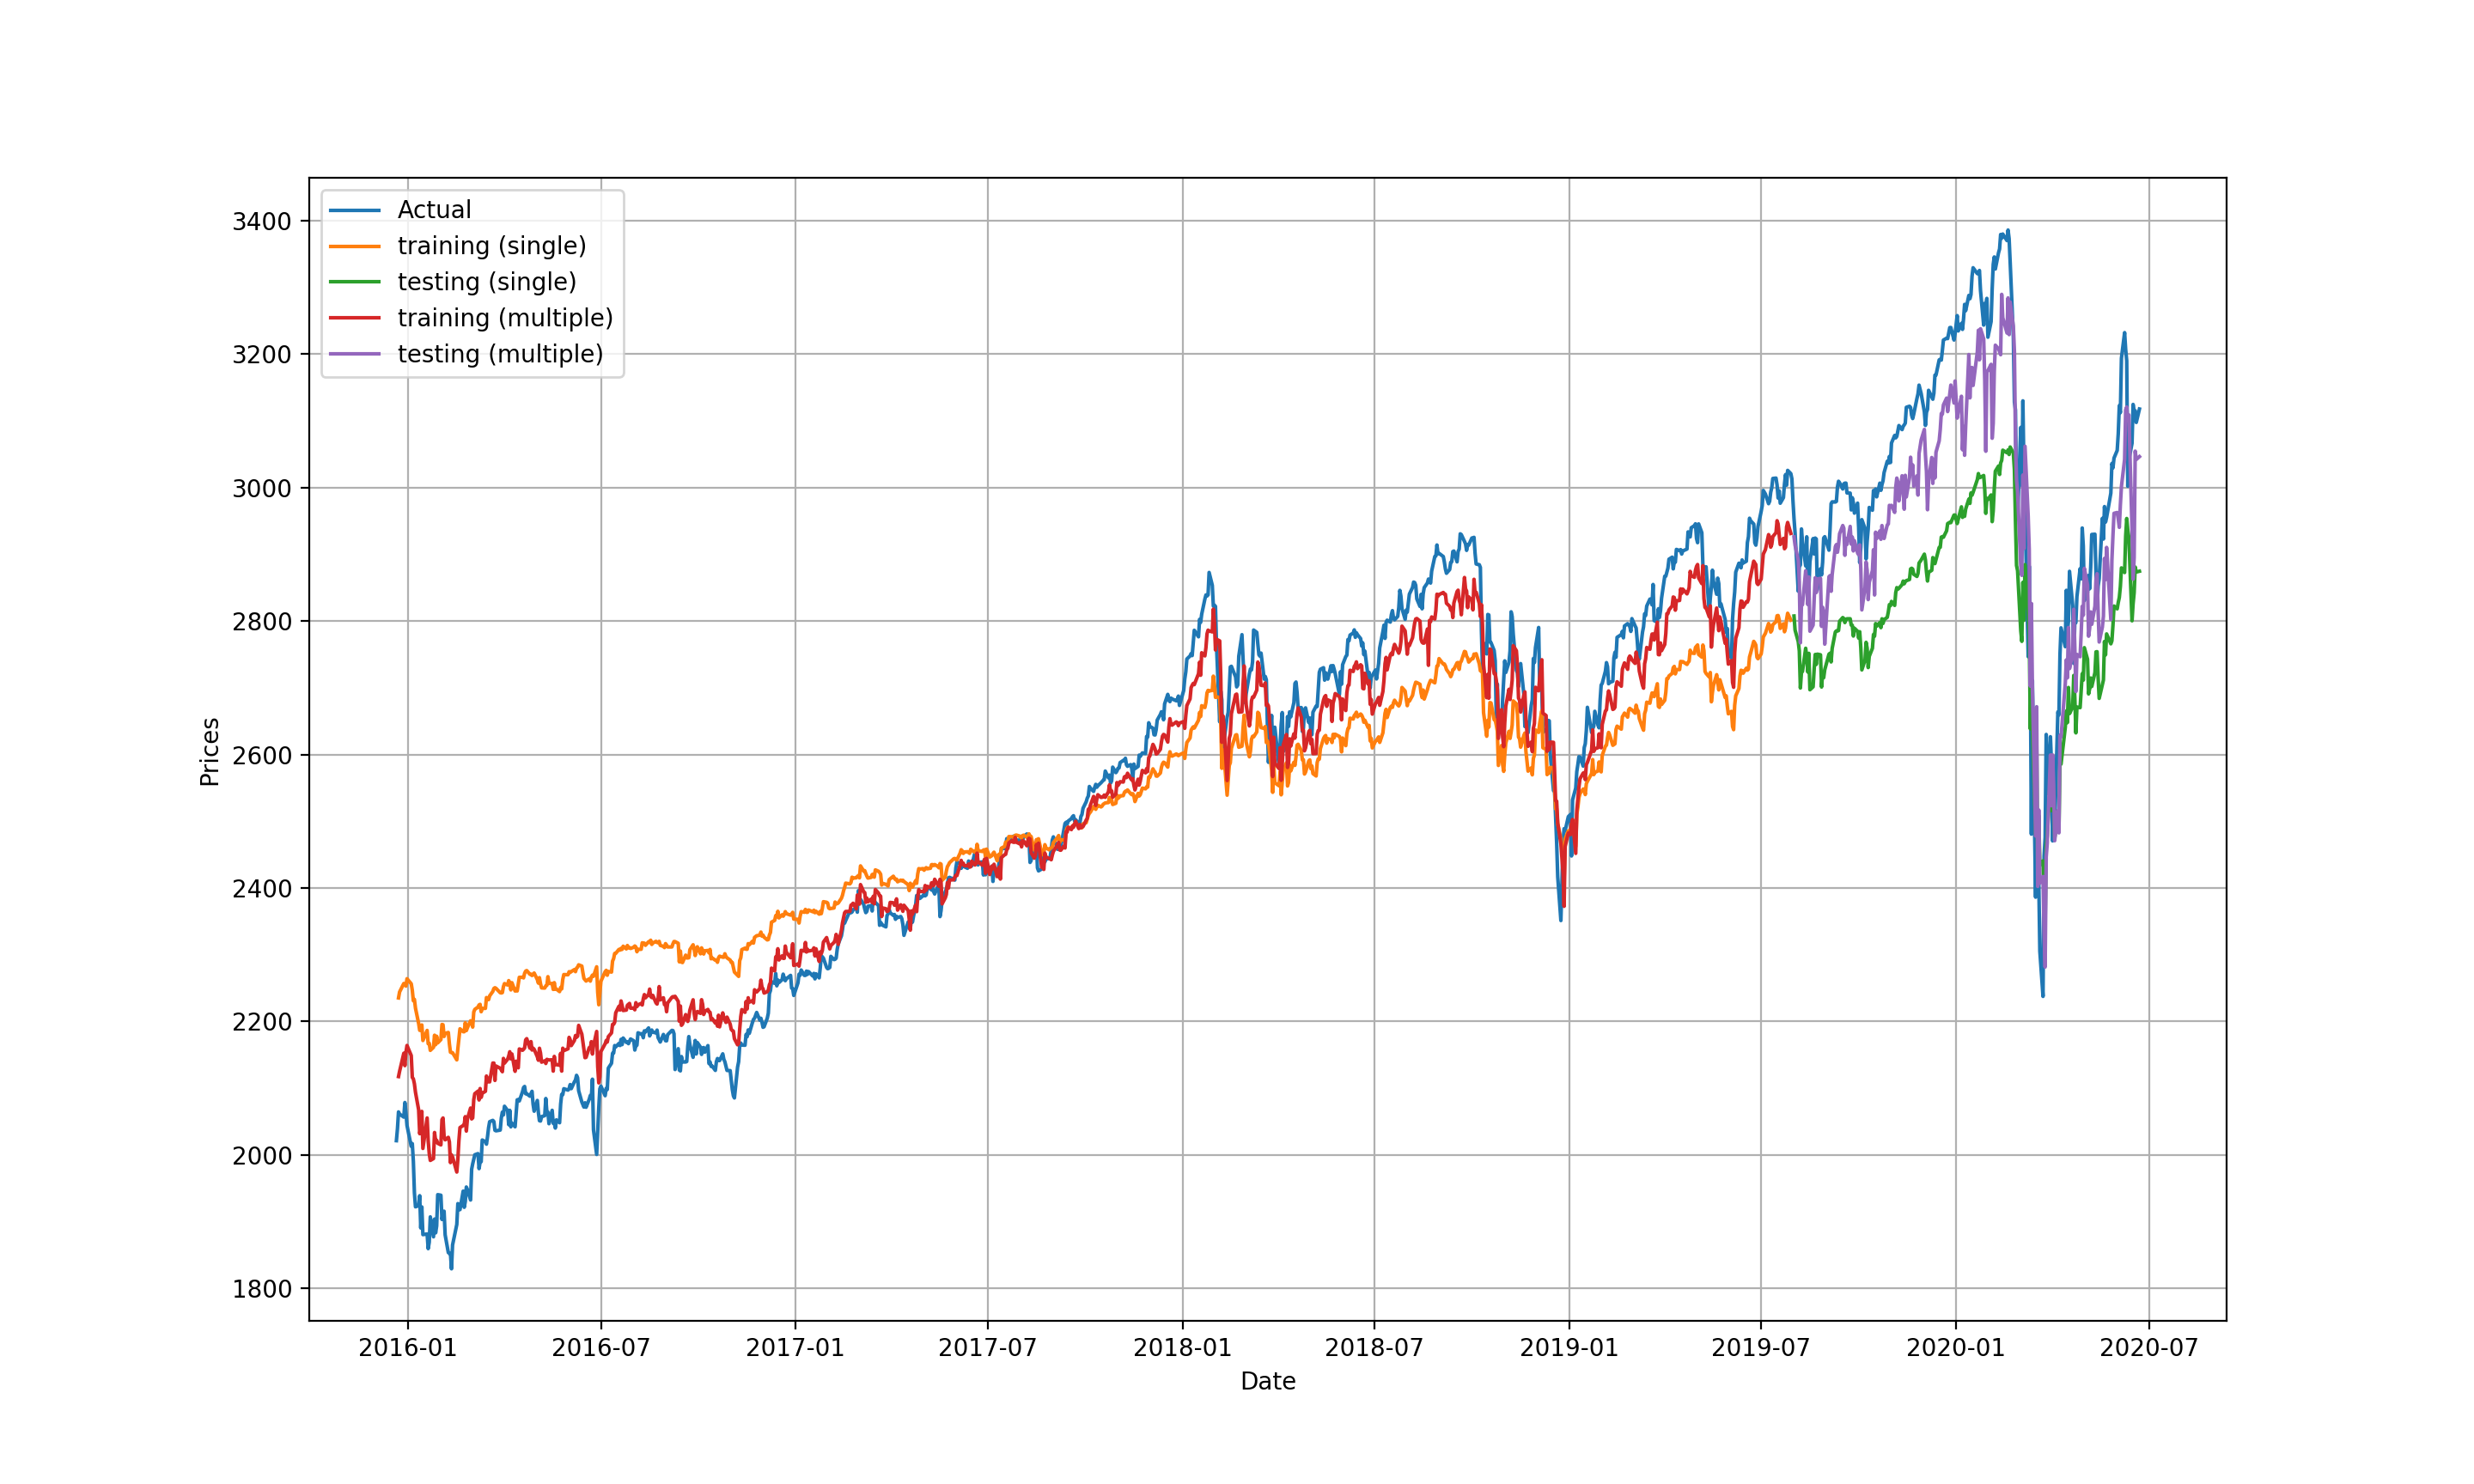 Actual
training (single)
testing (single)
training (multiple)
testing (multiple)
3400
3200
3000
2800
2600
2400
2200
2000
1800
Prices
2016-01 2016-07 2017-01 2017-07 2018-01 2018-07 2019-01 2019-07 2020-01 2020-07
Date